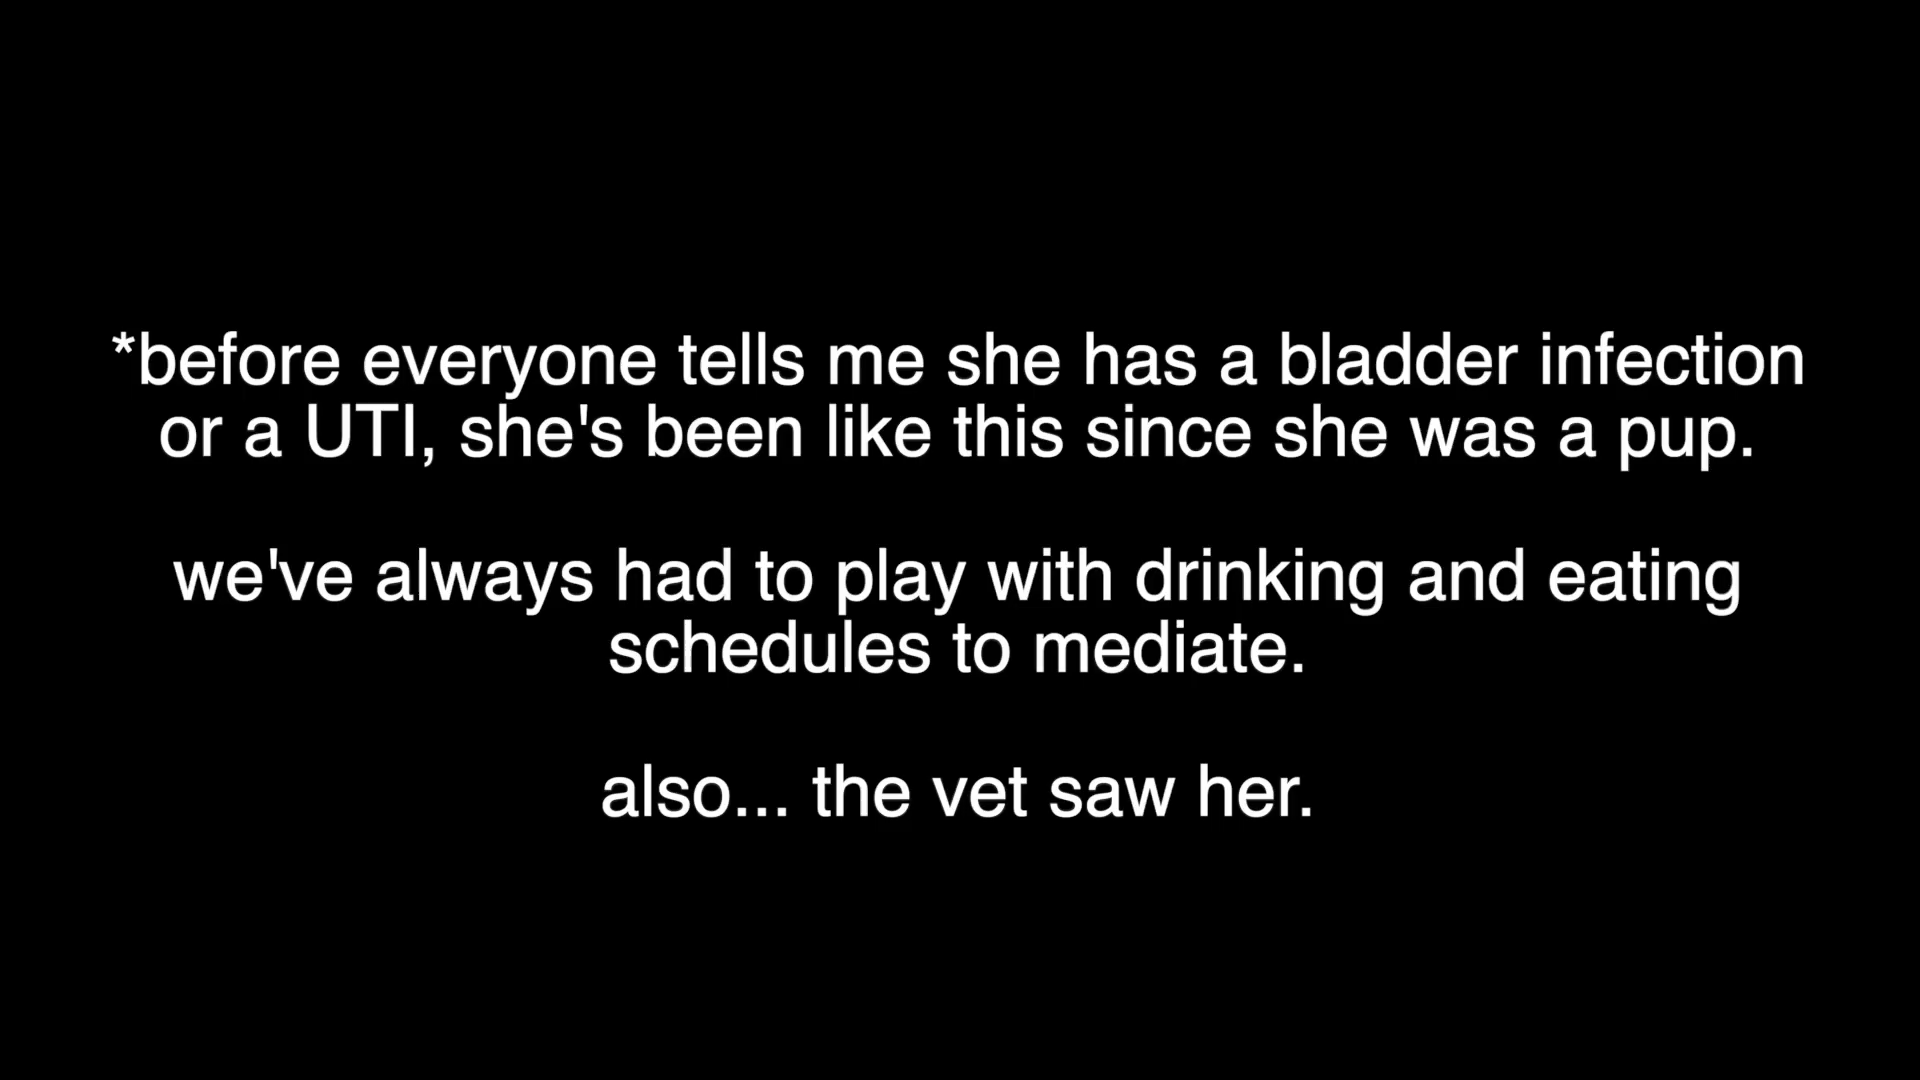 *before everyone tells me she has a bladder infection
or a UTI, she's been like this since she was a pup.
we've always had to play with drinking and eating
schedules to mediate.
also... the vet saw her.